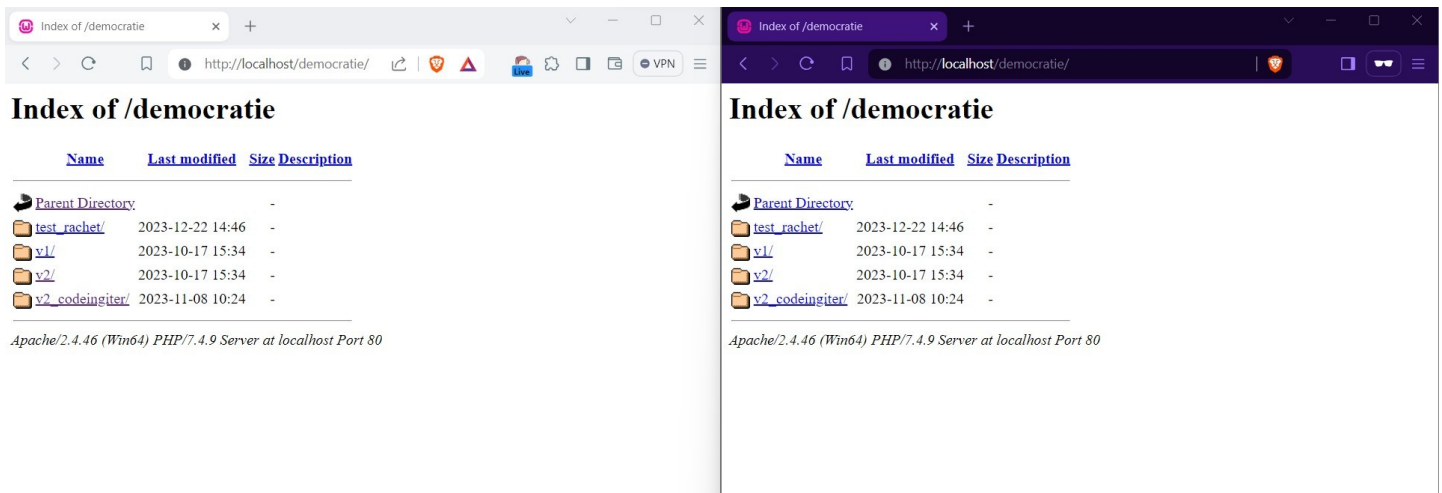 Index of /democratie
http://localhost/democratie/
Live
VPN
Index of /democratie
Name Last modified Size Description
Parent Directory -
test_rachet/ 2023-12-22 14:46 -
v1/ 2023-10-17 15:34 -
v2/ 2023-10-17 15:34 -
v2_codeingiter/ 2023-11-08 10:24 -
Apache/2.4.46 (Win64) PHP/7.4.9 Server at localhost Port 80
Index of /democratie
http://localhost/democratie/
Index of /democratie
Name Last modified Size Description
Parent Directory -
test_rachet/ 2023-12-22 14:46 -
v1/ 2023-10-17 15:34 -
v2/ 2023-10-17 15:34 -
v2_codeingiter/ 2023-11-08 10:24 -
Apache/2.4.46 (Win64) PHP/7.4.9 Server at localhost Port 80